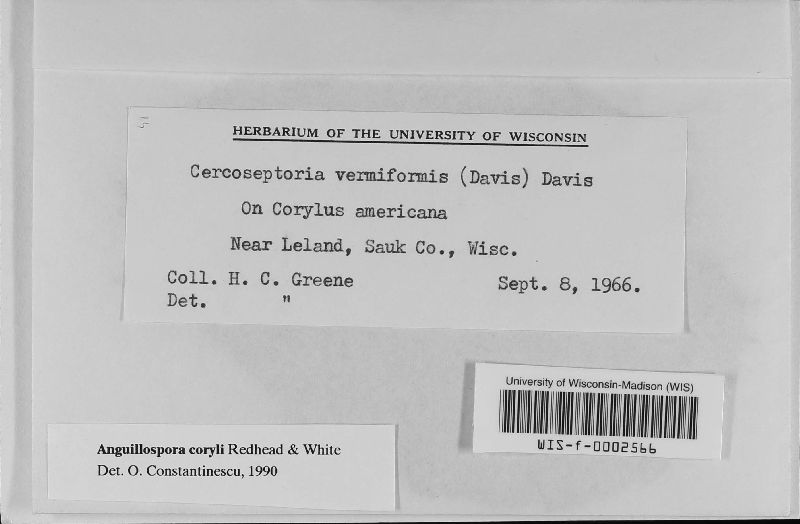 HERBARIUM OF THE UNIVERSITY OF WISCONSIN
Cercoseptoria vermiformis (Davis) Davis
On Corylus americana
Near Leland, Sauk Co., Wisc.
Coll. H. C. Greene Sept. 8, 1966.
Det. "
University of Wisconsin-Madison (WIS)
WIS-f-0002566
Anguillospora coryli Redhead & White
Det. O. Constantinescu, 1990